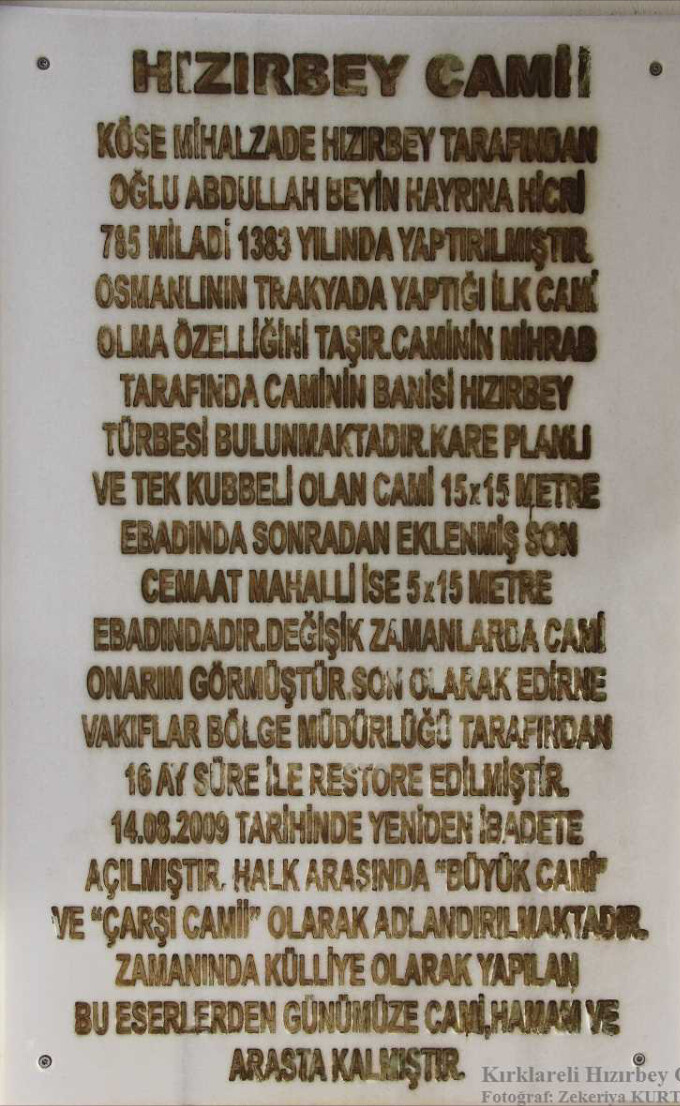 HIZIRBEY CAMİİ
KÖSE MİHALZADE HIZIRBEY TARAFINDAN
OĞLU ABDULLAH BEYİN HAYRINA HİCRİ
785 MİLADİ 1383 YILINDA YAPTIRILMIŞTIR.
OSMANLININ TRAKYADA YAPTIĞI İLK CAMİ
OLMA ÖZELLİĞİNİ TAŞIR.CAMİNİN MİHRAB
TARAFINDA CAMİNİN BANİSİ HIZIRBEY
TÜRBESİ BULUNMAKTADIR.KARE PLANLI
VE TEK KUBBELİ OLAN CAMİ 15x15 METRE
EBADINDA SONRADAN EKLENMİŞ SON
CEMAAT MAHALLİ İSE 5x15 METRE
EBADINDADIR.DEĞİŞİK ZAMANLARDA CAMİ
ONARIM GÖRMÜŞTÜR.SON OLARAK EDİRNE
VAKIFLAR BÖLGE MÜDÜRLÜĞÜ TARAFINDAN
16 AY SÜRE İLE RESTORE EDİLMİŞTİR.
14.08.2009 TARİHİNDE YENİDEN İBADETE
AÇILMIŞTIR. HALK ARASINDA "BÜYÜK CAMİ"
VE "ÇARŞI CAMİİ" OLARAK ADLANDIRILMAKTADIR.
ZAMANINDA KÜLLİYE OLARAK YAPILAN
BU ESERLERDEN GÜNÜMÜZE CAMİ,HAMAM VE
ARASTA KALMIŞTIR.
Kırklareli Hızırbey
Fotoğraf: Zekeriya KURT